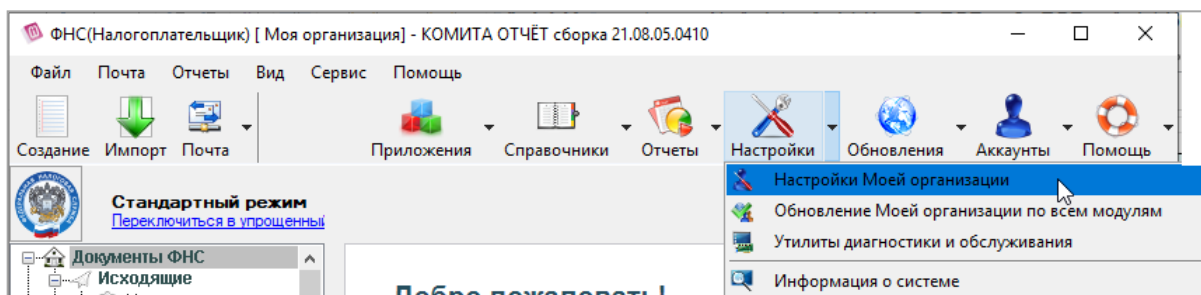 ФНС(Налогоплательщик) [ Моя организация] - КОМИТА ОТЧЁТ сборка 21.08.05.0410
Файл Почта Отчеты Вид Сервис Помощь
Создание Импорт Почта Приложения Справочники Отчеты Настройки Обновления Аккаунты Помощь
Настройки Моей организации
Обновление Моей организации по всем модулям
Утилиты диагностики и обслуживания
Информация о системе
Стандартный режим
Переключиться в упрощенный
Документы ФНС
Исходящие
Добро пожаловать!